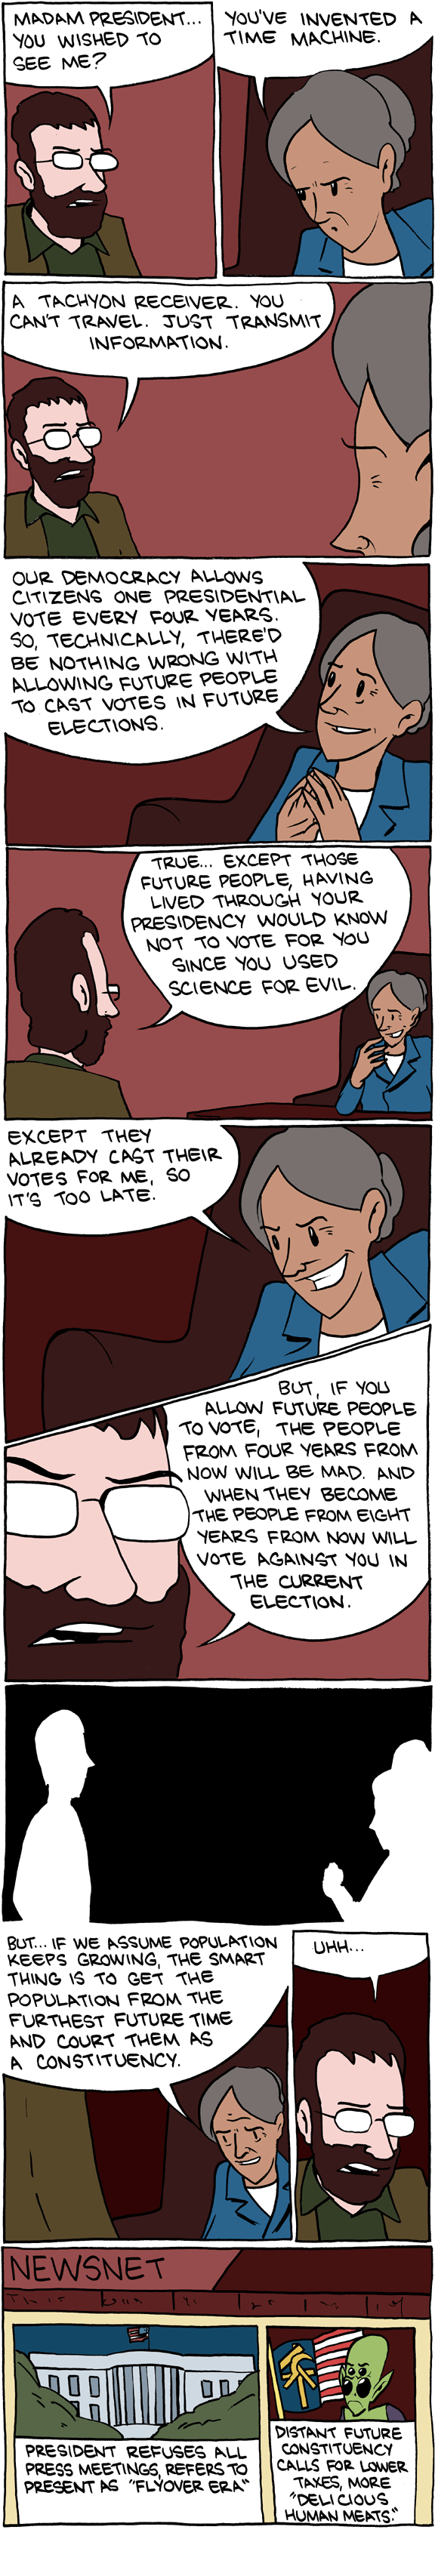 MADAM PRESIDENT...
YOU WISHED TO
SEE ME?
YOU'VE INVENTED A
TIME MACHINE.
A TACHYON RECEIVER. YOU
CAN'T TRAVEL. JUST TRANSMIT
INFORMATION.
OUR DEMOCRACY ALLOWS
CITIZENS ONE PRESIDENTIAL
VOTE EVERY FOUR YEARS.
SO, TECHNICALLY, THERE'D
BE NOTHING WRONG WITH
ALLOWING FUTURE PEOPLE
TO CAST VOTES IN FUTURE
ELECTIONS.
TRUE... EXCEPT THOSE
FUTURE PEOPLE, HAVING
LIVED THROUGH YOUR
PRESIDENCY WOULD KNOW
NOT TO VOTE FOR YOU
SINCE YOU USED
SCIENCE FOR EVIL.
EXCEPT THEY
ALREADY CAST THEIR
VOTES FOR ME, SO
IT'S TOO LATE.
BUT, IF YOU
ALLOW FUTURE PEOPLE
TO VOTE, THE PEOPLE
FROM FOUR YEARS FROM
NOW WILL BE MAD. AND
WHEN THEY BECOME
THE PEOPLE FROM EIGHT
YEARS FROM NOW WILL
VOTE AGAINST YOU IN
THE CURRENT
ELECTION.
BUT... IF WE ASSUME POPULATION
KEEPS GROWING, THE SMART
THING IS TO GET THE
POPULATION FROM THE
FURTHEST FUTURE TIME
AND COURT THEM AS
A CONSTITUENCY.
UHH...
NEWSNET
PRESIDENT REFUSES ALL
PRESS MEETINGS, REFERS TO
PRESENT AS "FLYOVER ERA"
DISTANT FUTURE
CONSTITUENCY
CALLS FOR LOWER
TAXES, MORE
"DELICIOUS
HUMAN MEATS."